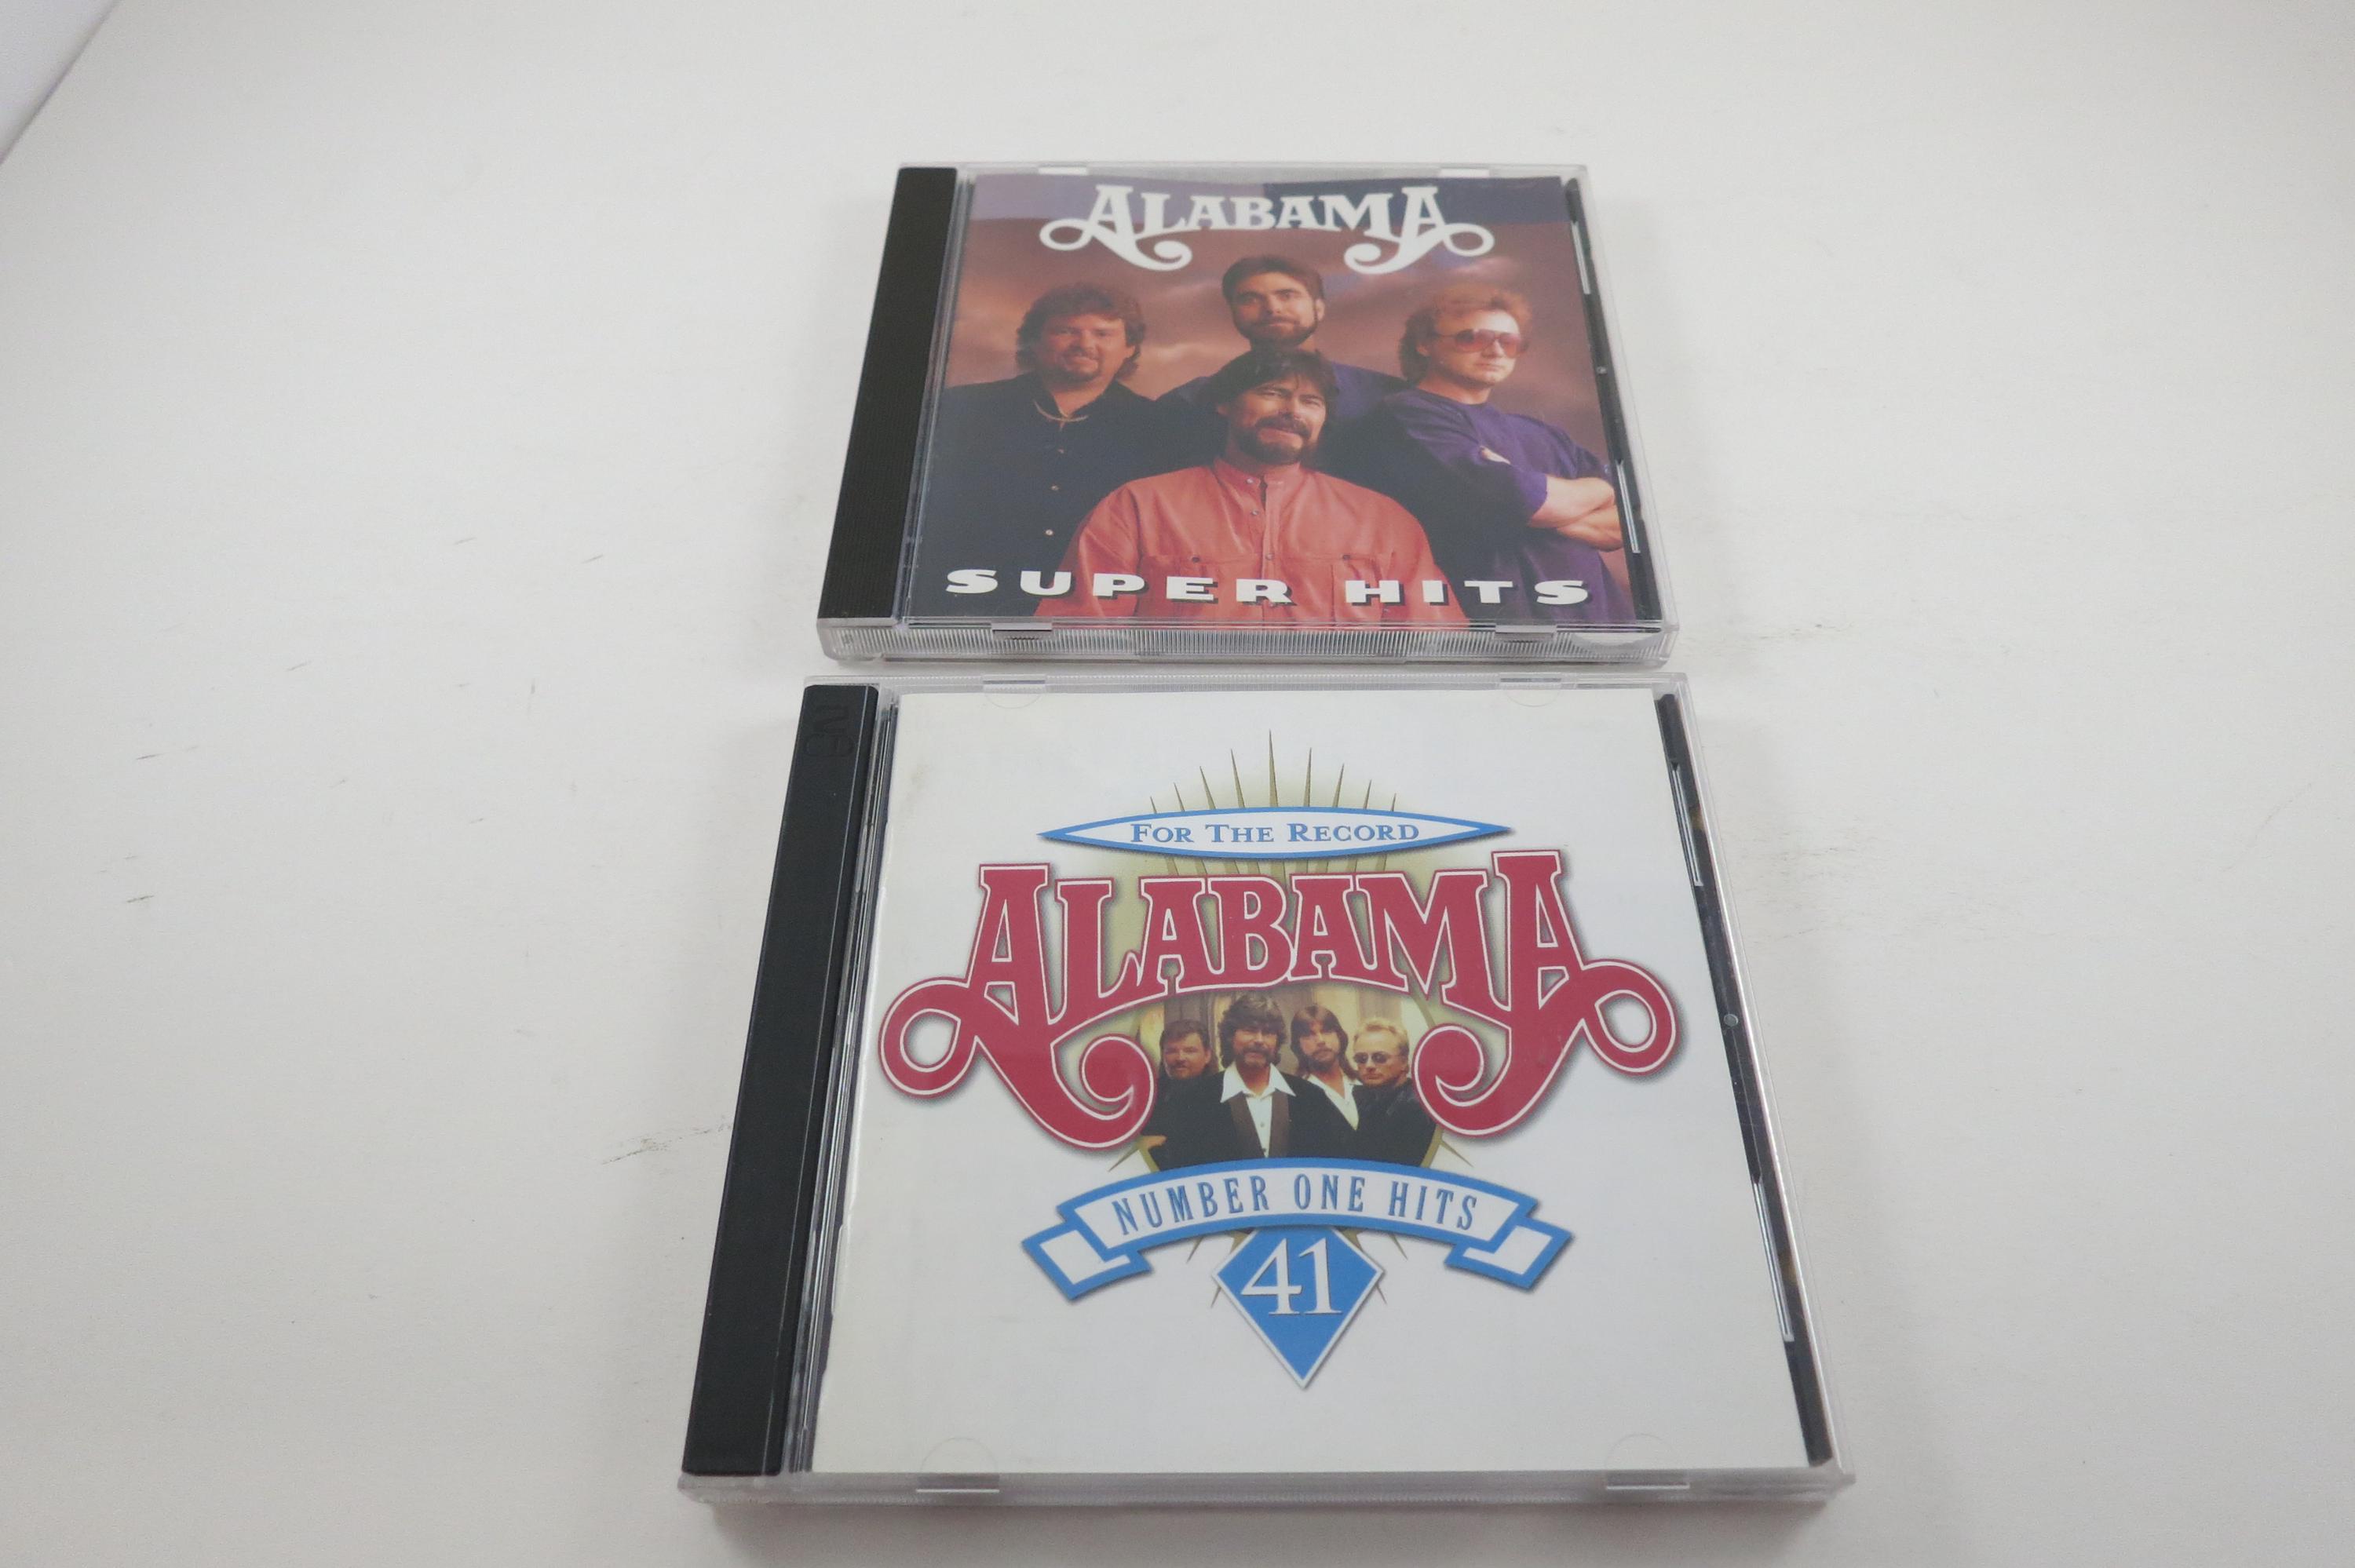 ALABAMA
SUPER HITS
FOR THE RECORD
ALABAMA
NUMBER ONE HITS
41